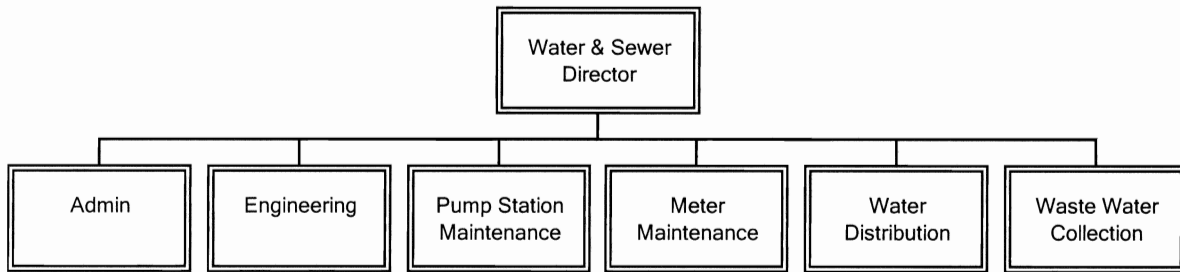 Water & Sewer
Director
Admin
Engineering
Pump Station
Maintenance
Meter
Maintenance
Water
Distribution
Waste Water
Collection